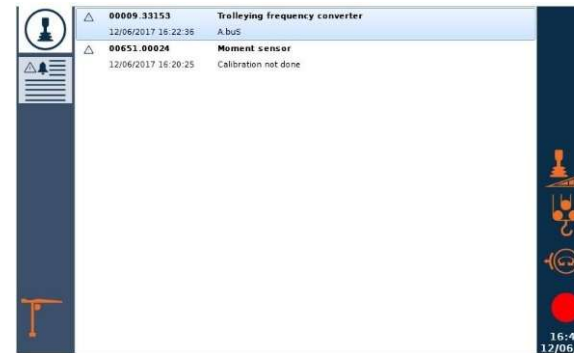 00009.33153 Trolleying frequency converter
12/06/2017 16:22:36 A.buS
00651.00024 Moment sensor
12/06/2017 16:20:25 Calibration not done
16:4
12/06